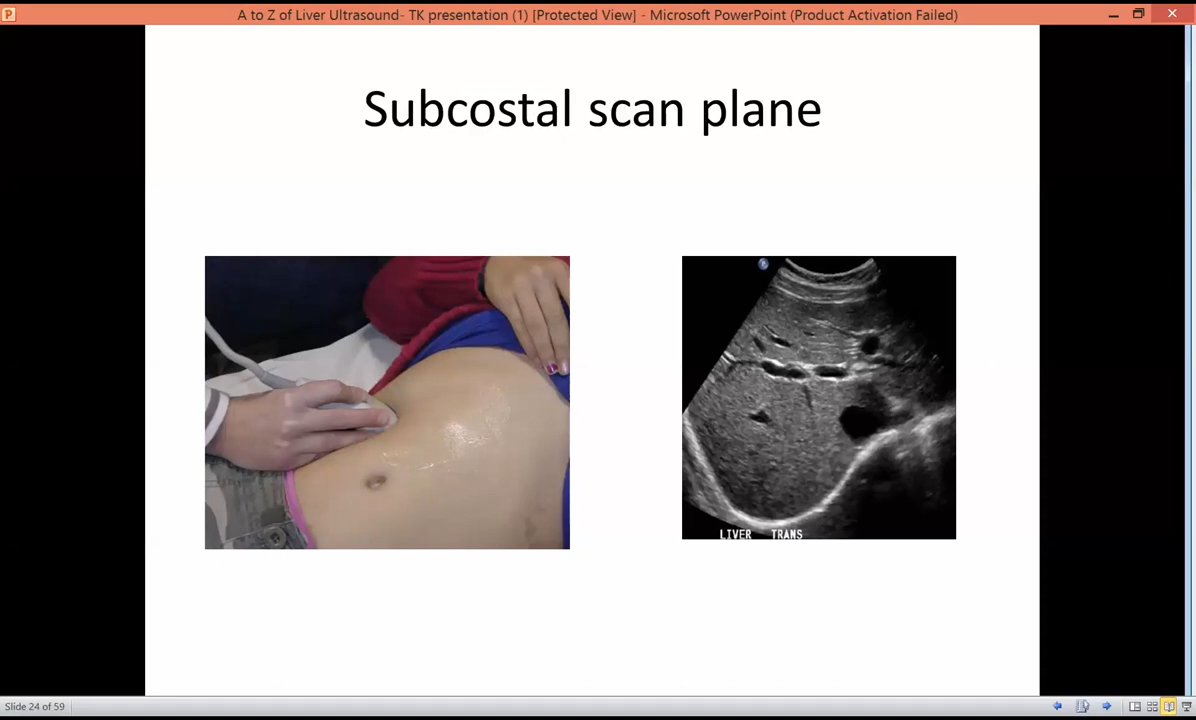 A to Z of Liver Ultrasound- TK presentation (1) [Protected View] - Microsoft PowerPoint (Product Activation Failed)
Subcostal scan plane
LIVER TRANS
Slide 24 of 59